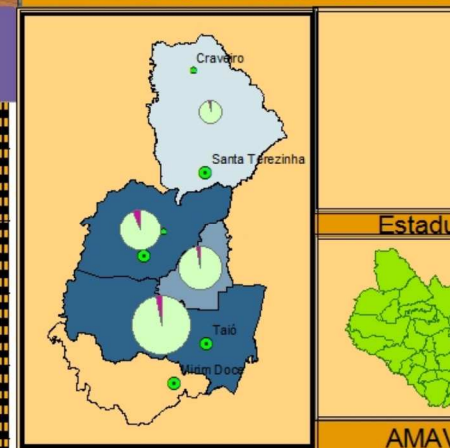 Craveiro
Santa Terezinha
Estadu
Taió
Mirim Doce
AMAV